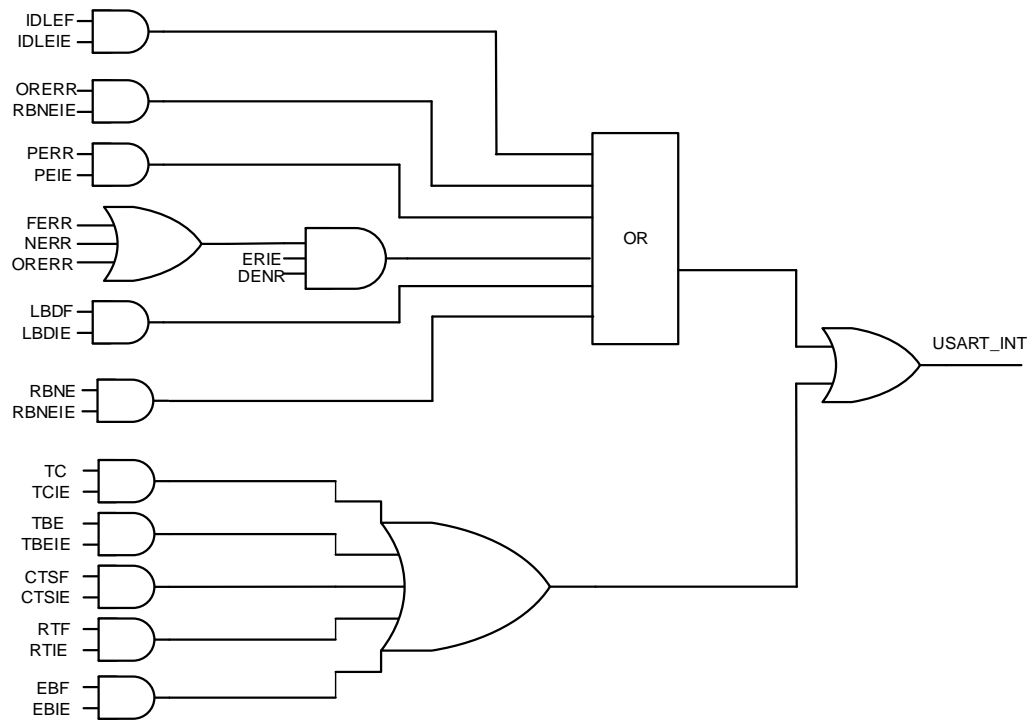 IDLEF
IDLEIE
ORERR
RBNEIE
PERR
PEIE
FERR
NERR
ORERR
ERIE
DENR
LBDF
LBDIE
RBNE
RBNEIE
OR
USART_INT
TC
TCIE
TBE
TBEIE
CTSF
CTSIE
RTF
RTIE
EBF
EBIE